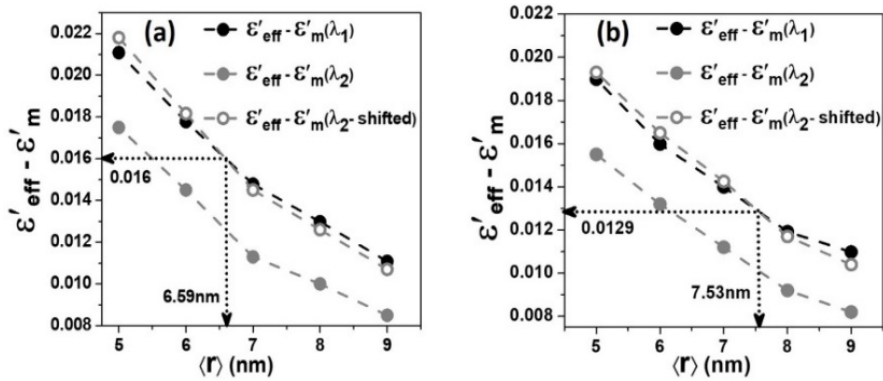 (a)
ε'eff - ε'm(λ1)
ε'eff - ε'm(λ2)
ε'eff - ε'm(λ2- shifted)
ε'eff - ε'm
0.022
0.020
0.018
0.016
0.014
0.012
0.010
0.008
0.016
6.59nm
5 6 7 8 9
⟨r⟩ (nm)
(b)
ε'eff - ε'm(λ1)
ε'eff - ε'm(λ2)
ε'eff - ε'm(λ2- shifted)
ε'eff - ε'm
0.022
0.020
0.018
0.016
0.014
0.012
0.010
0.008
0.0129
7.53nm
5 6 7 8 9
⟨r⟩ (nm)